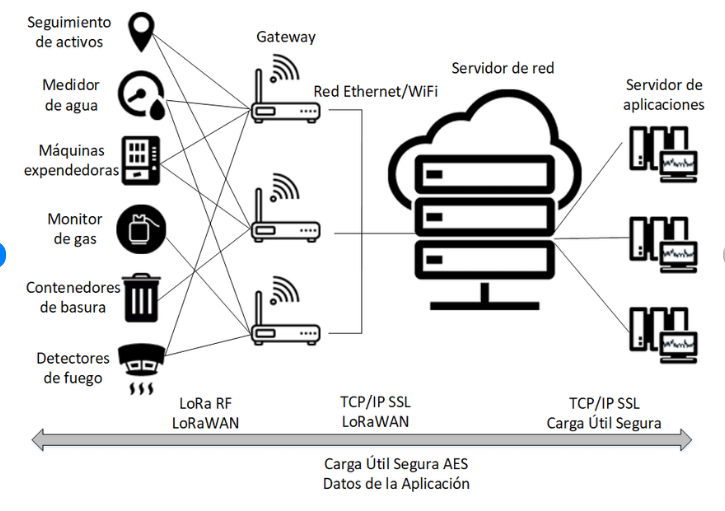 Seguimiento
de activos
Gateway
Medidor
de agua
Red Ethernet/WiFi
Servidor de red
Servidor de
aplicaciones
Máquinas
expendedoras
Monitor
de gas
Contenedores
de basura
Detectores
de fuego
LoRa RF
LoRaWAN
TCP/IP SSL
LoRaWAN
TCP/IP SSL
Carga Útil Segura
Carga Útil Segura AES
Datos de la Aplicación